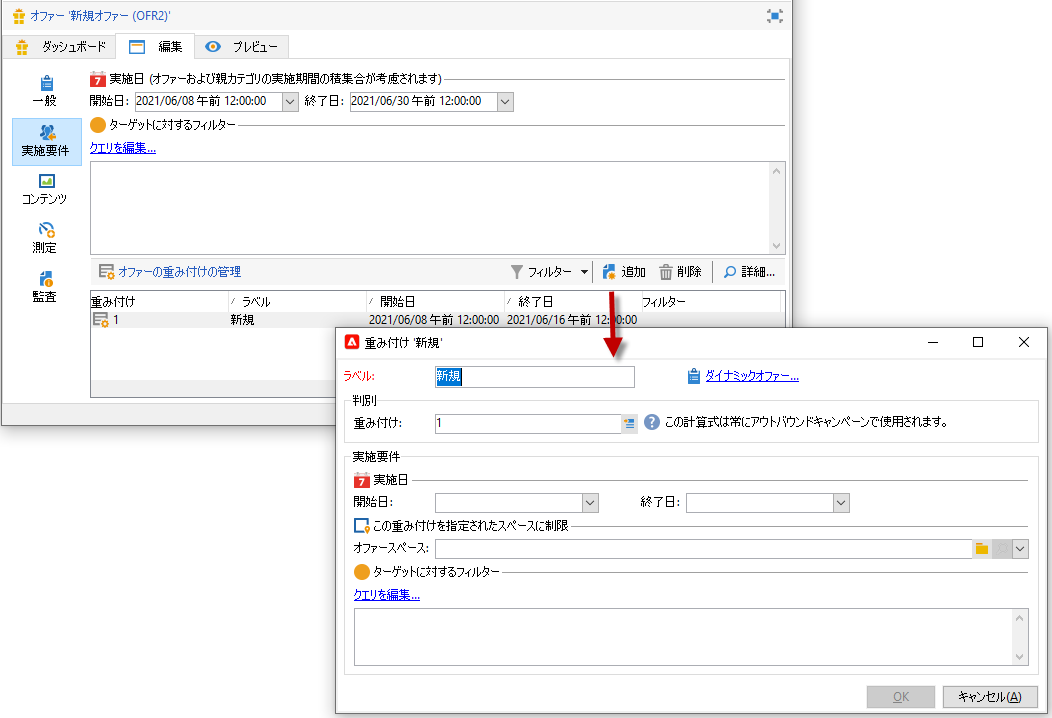 オファー '新規オファー (OFR2)'
ダッシュボード 編集 プレビュー
一般
実施要件
コンテンツ
測定
監査
7 実施日 (オファーおよび親カテゴリの実施期間の積集合が考慮されます)
開始日: 2021/06/08 午前 12:00:00 終了日: 2021/06/30 午前 12:00:00
ターゲットに対するフィルター
クエリを編集...
オファーの重み付けの管理 フィルター 追加 削除 詳細...
重み付け ラベル 開始日 終了日 フィルター
1 新規 2021/06/08 午前 12:00:00 2021/06/16 午前 12:00:00
重み付け '新規'
ラベル: 新規 ダイナミックオファー...
判別
重み付け: 1 ? この計算式は常にアウトバウンドキャンペーンで使用されます。
実施要件
7 実施日
開始日: 終了日:
この重み付けを指定されたスペースに制限
オファースペース:
ターゲットに対するフィルター
クエリを編集...
OK キャンセル(A)